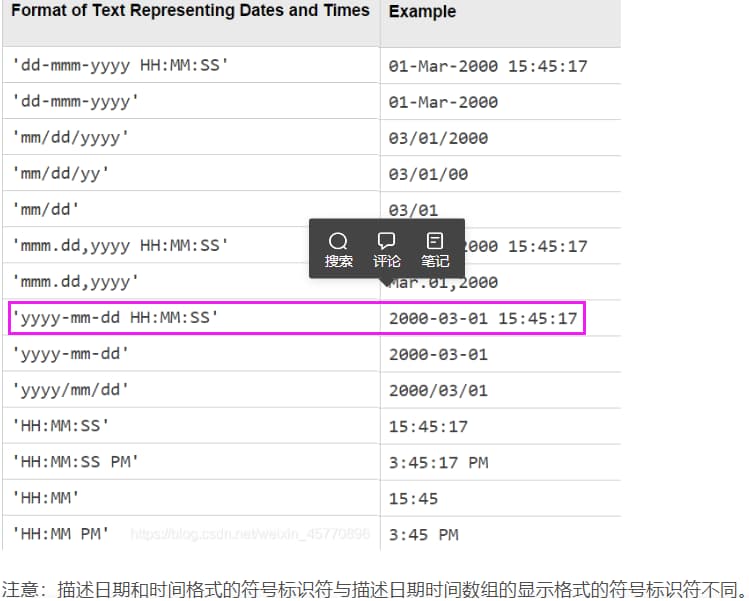 Format of Text Representing Dates and Times Example
'dd-mmm-yyyy HH:MM:SS' 01-Mar-2000 15:45:17
'dd-mmm-yyyy' 01-Mar-2000
'mm/dd/yyyy' 03/01/2000
'mm/dd/yy' 03/01/00
'mm/dd' 03/01
'mmm.dd,yyyy HH:MM:SS' 2000 15:45:17
搜索 评论 笔记
'mmm.dd,yyyy' Mar.01,2000
'yyyy-mm-dd HH:MM:SS' 2000-03-01 15:45:17
'yyyy-mm-dd' 2000-03-01
'yyyy/mm/dd' 2000/03/01
'HH:MM:SS' 15:45:17
'HH:MM:SS PM' 3:45:17 PM
'HH:MM' 15:45
'HH:MM PM' https://blog.csdn.net/weixin_45770896 3:45 PM
注意：描述日期和时间格式的符号标识符与描述日期时间数组的显示格式的符号标识符不同。